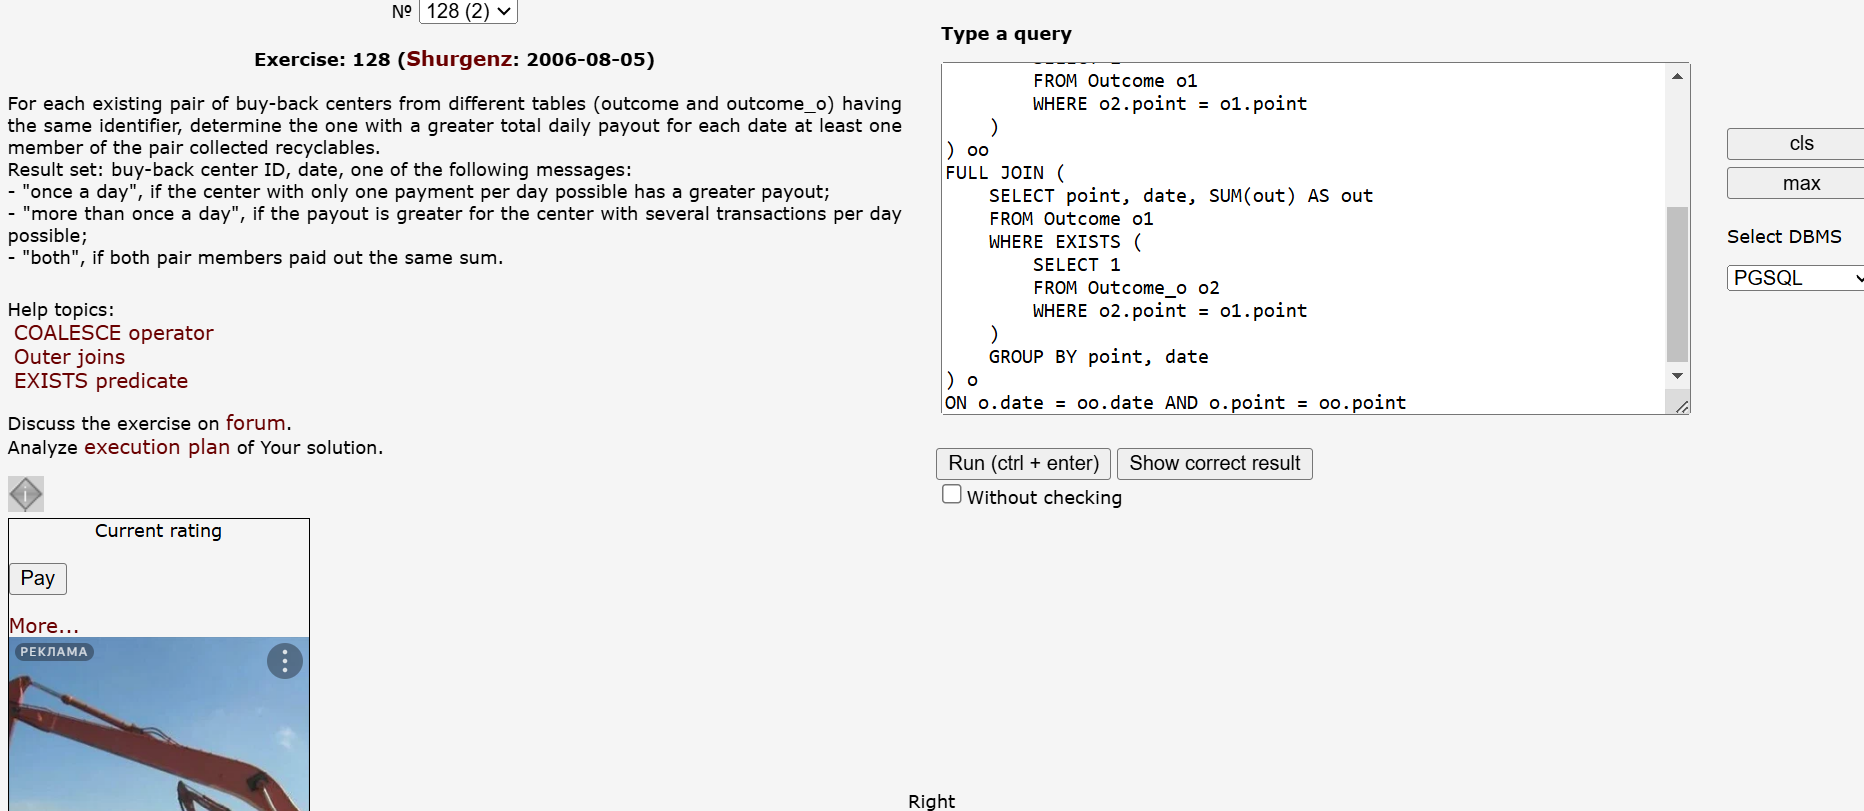 № 128 (2)
Exercise: 128 (Shurgenz: 2006-08-05)
For each existing pair of buy-back centers from different tables (outcome and outcome_o) having
the same identifier, determine the one with a greater total daily payout for each date at least one
member of the pair collected recyclables.
Result set: buy-back center ID, date, one of the following messages:
- "once a day", if the center with only one payment per day possible has a greater payout;
- "more than once a day", if the payout is greater for the center with several transactions per day
possible;
- "both", if both pair members paid out the same sum.
Help topics:
COALESCE operator
Outer joins
EXISTS predicate
Discuss the exercise on forum.
Analyze execution plan of Your solution.
Current rating
Pay
More...
РЕКЛАМА
Type a query
FROM Outcome o1
WHERE o2.point = o1.point
)
) oo
FULL JOIN (
SELECT point, date, SUM(out) AS out
FROM Outcome o1
WHERE EXISTS (
SELECT 1
FROM Outcome_o o2
WHERE o2.point = o1.point
)
GROUP BY point, date
) o
ON o.date = oo.date AND o.point = oo.point
Run (ctrl + enter) Show correct result
Without checking
cls
max
Select DBMS
PGSQL
Right